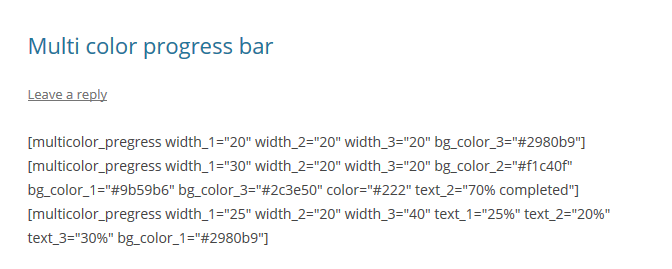 Multi color progress bar
Leave a reply
[multicolor_pregress width_1="20" width_2="20" width_3="20" bg_color_3="#2980b9"]
[multicolor_pregress width_1="30" width_2="20" width_3="20" bg_color_2="#f1c40f"
bg_color_1="#9b59b6" bg_color_3="#2c3e50" color="#222" text_2="70% completed"]
[multicolor_pregress width_1="25" width_2="20" width_3="40" text_1="25%" text_2="20%"
text_3="30%" bg_color_1="#2980b9"]